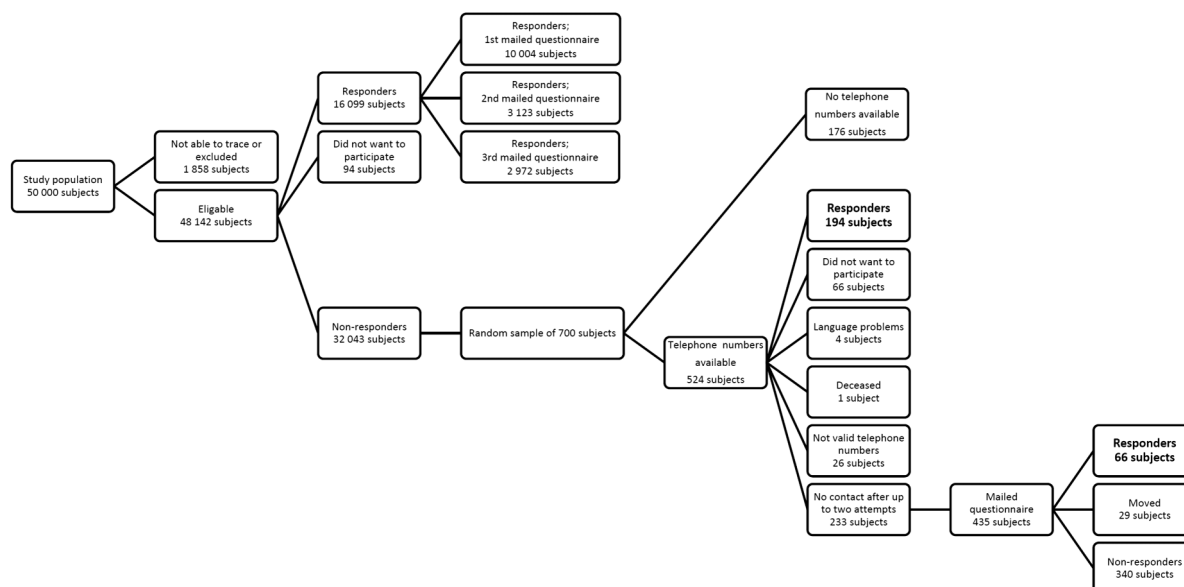 Study population
50 000 subjects
Not able to trace or
excluded
1 858 subjects
Eligable
48 142 subjects
Responders
16 099 subjects
Did not want to
participate
94 subjects
Non-responders
32 043 subjects
Responders;
1st mailed questionnaire
10 004 subjects
Responders;
2nd mailed questionnaire
3 123 subjects
Responders;
3rd mailed questionnaire
2 972 subjects
Random sample of 700 subjects
No telephone
numbers available
176 subjects
Telephone numbers
available
524 subjects
Responders
194 subjects
Did not want to
participate
66 subjects
Language problems
4 subjects
Deceased
1 subject
Not valid telephone
numbers
26 subjects
No contact after up
to two attempts
233 subjects
Mailed
questionnaire
435 subjects
Responders
66 subjects
Moved
29 subjects
Non-responders
340 subjects